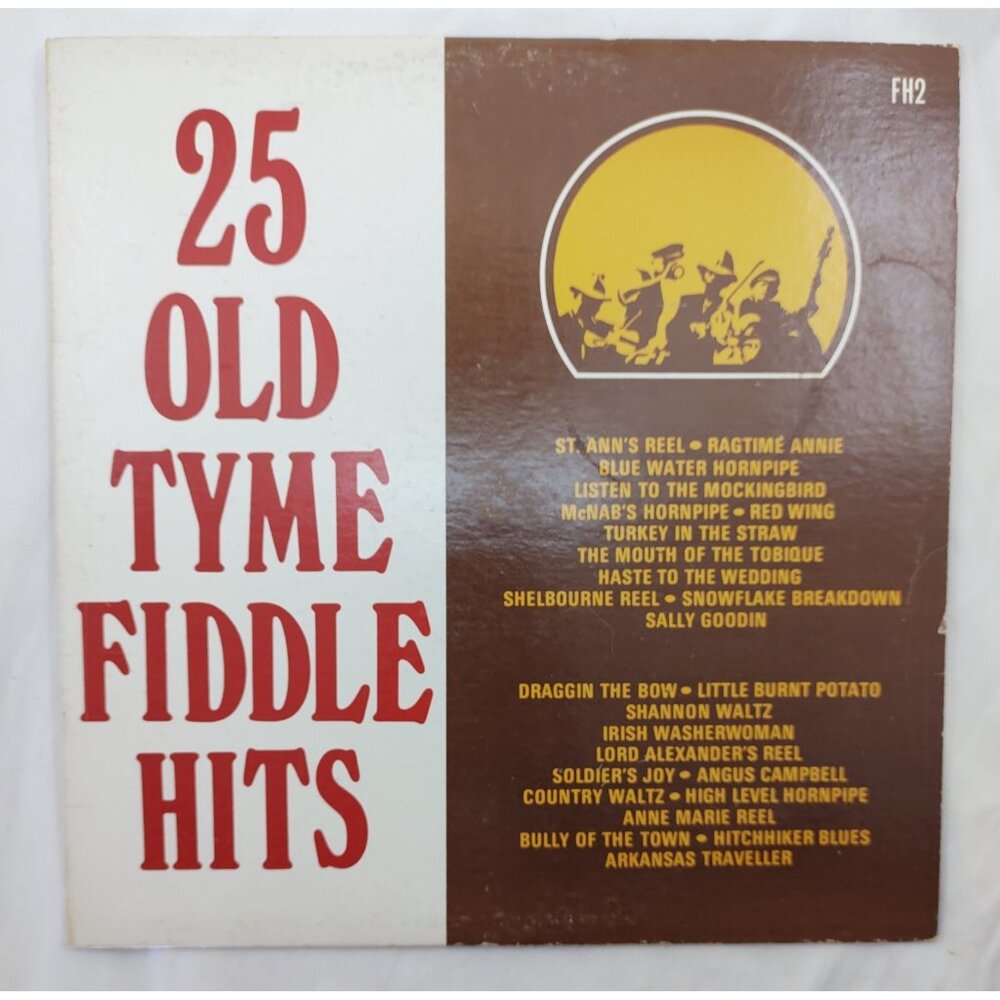 25
OLD
TYME
FIDDLE
HITS
FH2
ST. ANN'S REEL • RAGTIME ANNIE
BLUE WATER HORNPIPE
LISTEN TO THE MOCKINGBIRD
McNAB'S HORNPIPE • RED WING
TURKEY IN THE STRAW
THE MOUTH OF THE TOBIQUE
HASTE TO THE WEDDING
SHELBOURNE REEL • SNOWFLAKE BREAKDOWN
SALLY GOODIN
DRAGGIN THE BOW • LITTLE BURNT POTATO
SHANNON WALTZ
IRISH WASHERWOMAN
LORD ALEXANDER'S REEL
SOLDIER'S JOY • ANGUS CAMPBELL
COUNTRY WALTZ • HIGH LEVEL HORNPIPE
ANNE MARIE REEL
BULLY OF THE TOWN • HITCHHIKER BLUES
ARKANSAS TRAVELLER